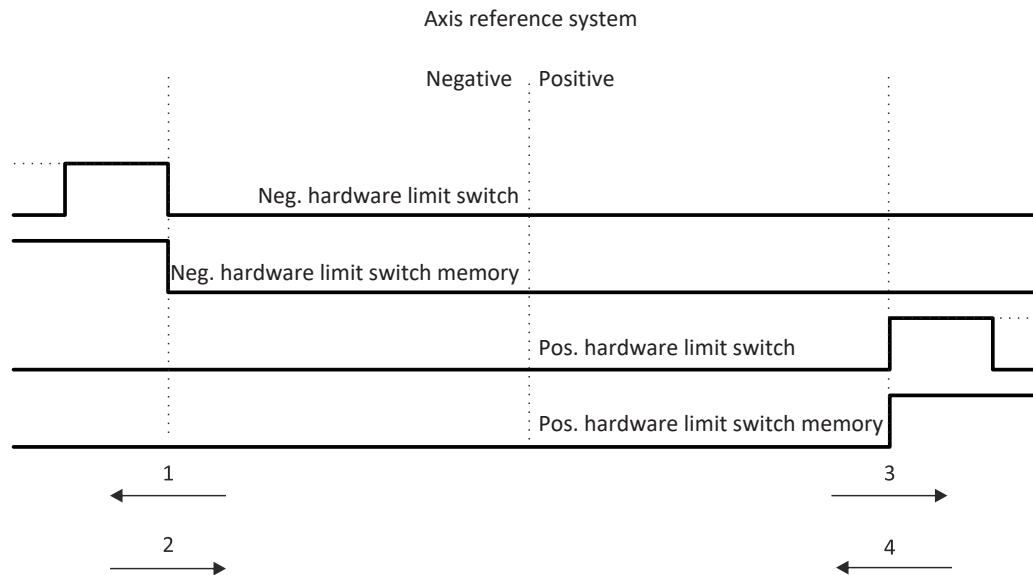 Axis reference system
Negative Positive
Neg. hardware limit switch
Neg. hardware limit switch memory
Pos. hardware limit switch
Pos. hardware limit switch memory
1 3
2 4